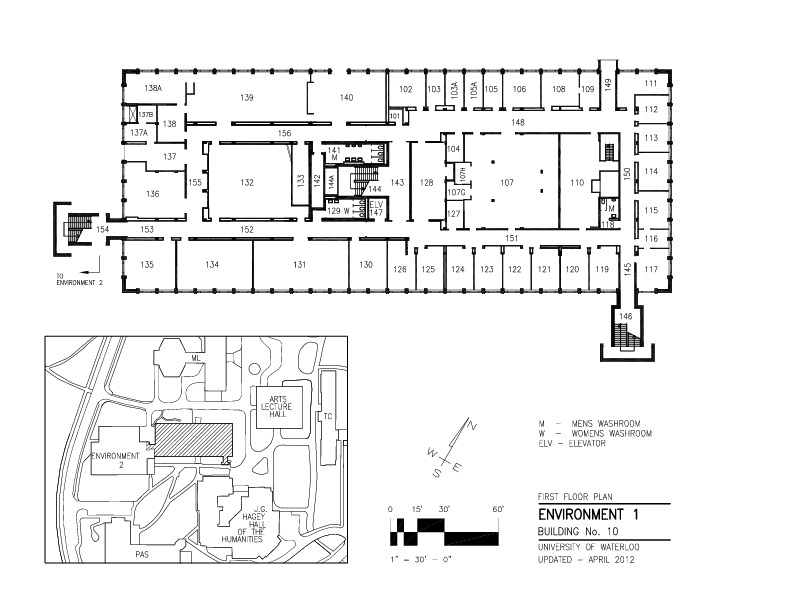 138A
139
140
102
103
103A
105A
105
106
108
109
149
111
137B
137A
138
101
112
156
148
113
137
141
M
104
107H
136
155
132
133
142
144A
144
143
128
107G
107
110
150
114
129 W
ELV
147
127
J M
118
115
154
153
152
151
116
135
134
131
130
126
125
124
123
122
121
120
119
145
117
TO
ENVIRONMENT 2
146
ML
ARTS
LECTURE
HALL
TC
ENVIRONMENT
2
J.G.
HAGEY
HALL
OF THE
HUMANITIES
PAS
N
W
E
S
M – MENS WASHROOM
W – WOMENS WASHROOM
ELV – ELEVATOR
0 15' 30' 60'
1" = 30' – 0"
FIRST FLOOR PLAN
ENVIRONMENT 1
BUILDING No. 10
UNIVERSITY OF WATERLOO
UPDATED – APRIL 2012